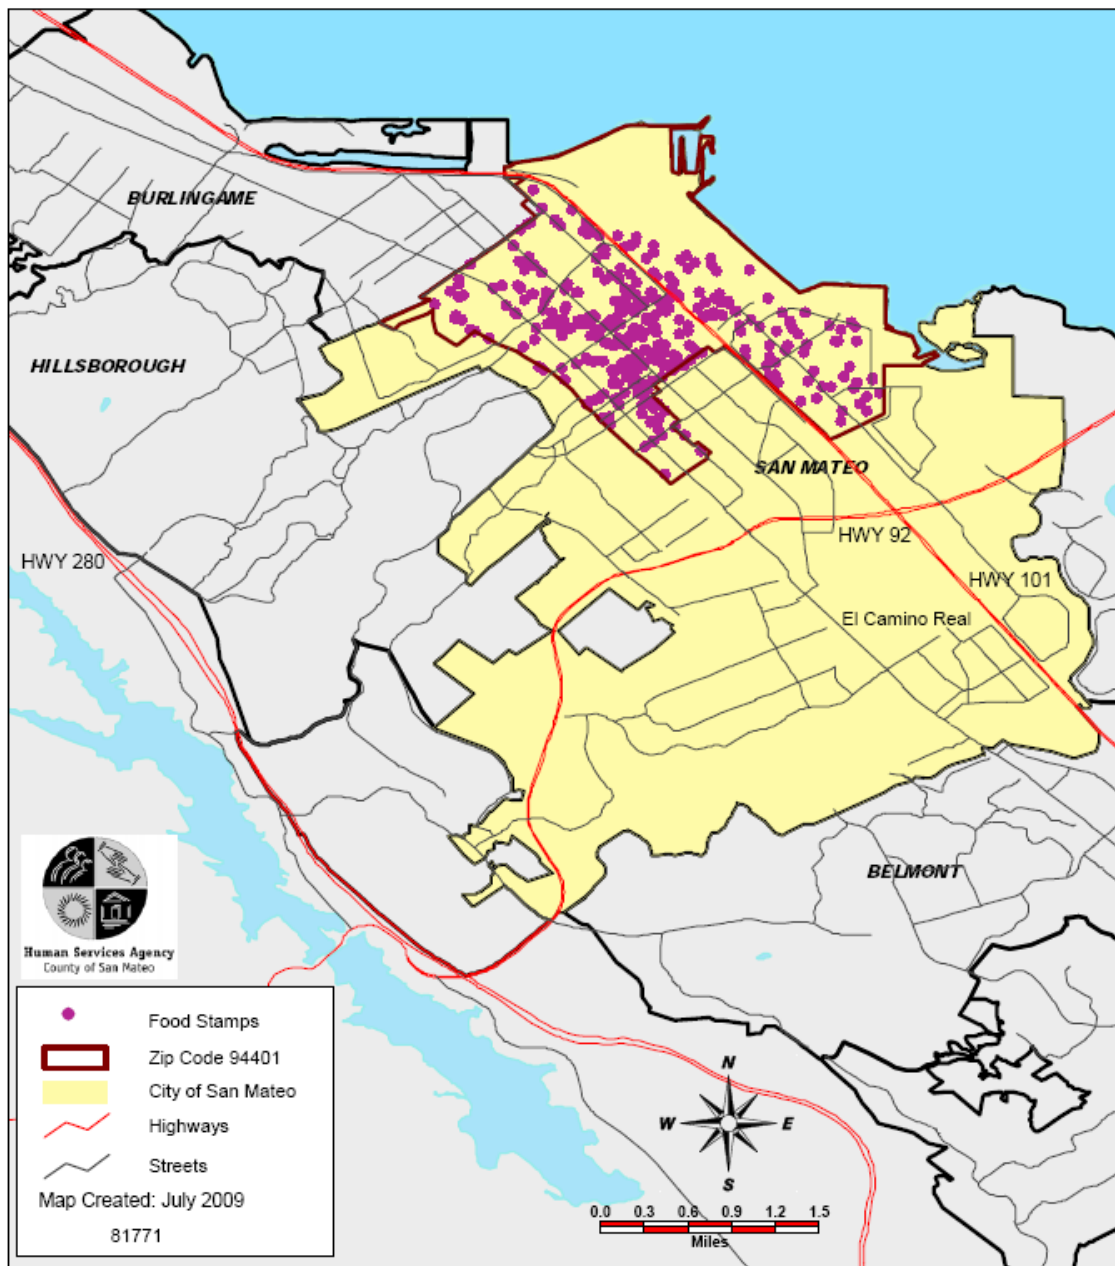 BURLINGAME
HILLSBOROUGH
SAN MATEO
HWY 92
HWY 280
HWY 101
El Camino Real
BELMONT
Human Services Agency
County of San Mateo
Food Stamps
Zip Code 94401
City of San Mateo
Highways
Streets
Map Created: July 2009
81771
N
W
E
S
0.0 0.3 0.6 0.9 1.2 1.5
Miles